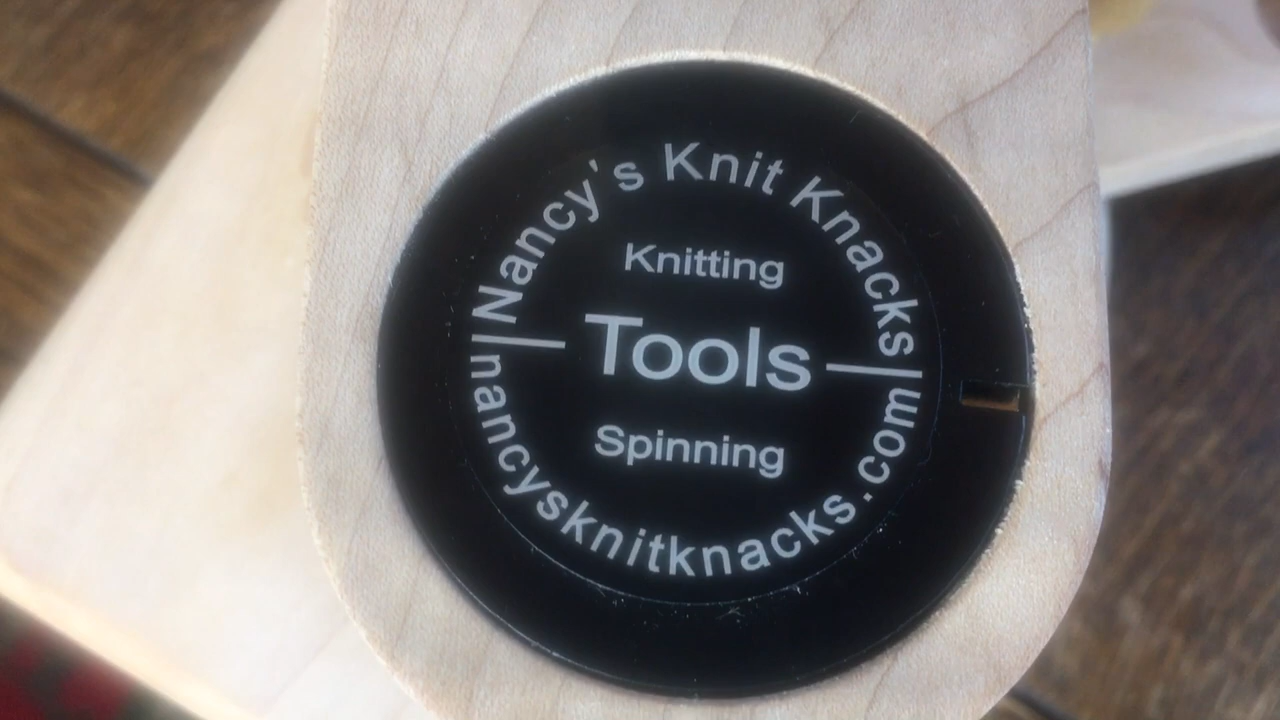 Nancy's Knit Knacks
Knitting
Tools
Spinning
nancysknitknacks.com